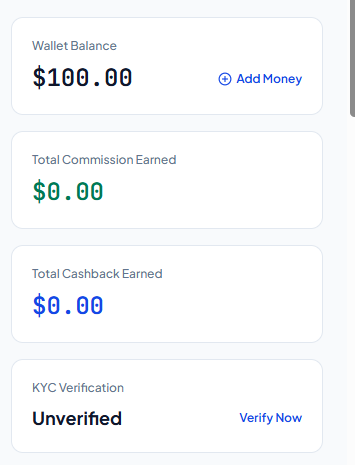 Wallet Balance
$100.00
Add Money
Total Commission Earned
$0.00
Total Cashback Earned
$0.00
KYC Verification
Unverified
Verify Now